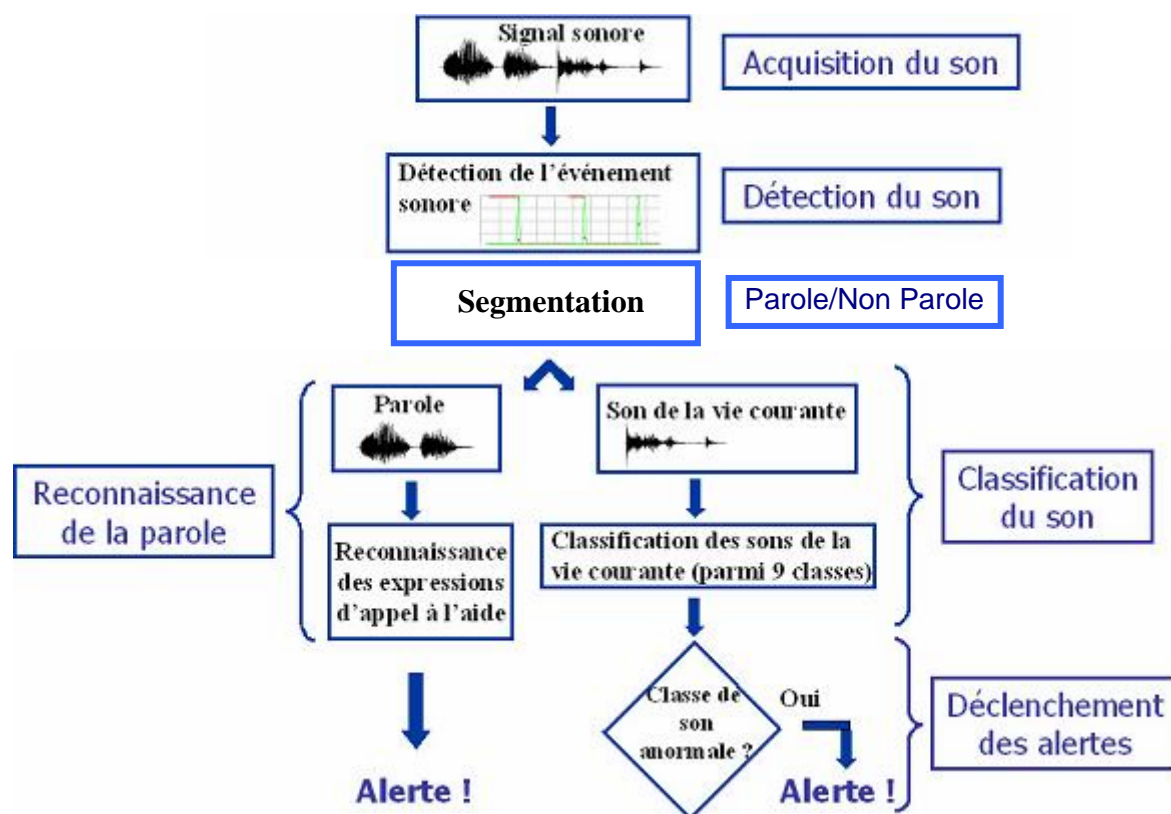 Signal sonore
Acquisition du son
Détection de l'événement
sonore
Détection du son
Segmentation
Parole/Non Parole
Parole
Son de la vie courante
Reconnaissance
de la parole
Classification
du son
Reconnaissance
des expressions
d'appel à l'aide
Classification des sons de la
vie courante (parmi 9 classes)
Classe de
son
anormale ?
Oui
Déclenchement
des alertes
Alerte !
Alerte !